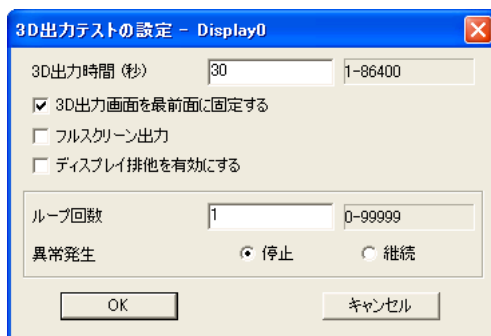 3D出力テストの設定 - Display0
3D出力時間 (秒) 30 1-86400
3D出力画面を最前面に固定する
フルスクリーン出力
ディスプレイ排他を有効にする
ループ回数 1 0-99999
異常発生 停止 継続
OK キャンセル